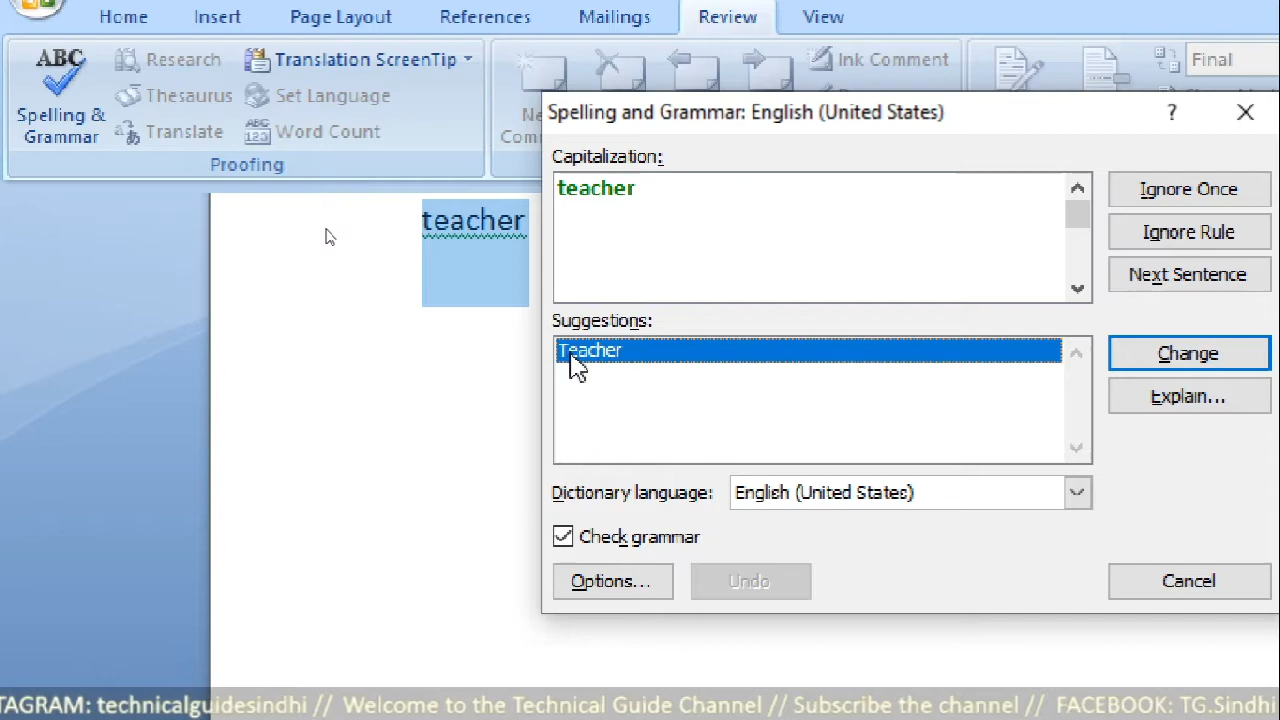 Home Insert Page Layout References Mailings Review View
ABC Research Translation ScreenTip Ink Comment Final
Spelling & Thesaurus Set Language
Grammar Translate ABC 123 Word Count
Proofing
Spelling and Grammar: English (United States) ?
Capitalization:
teacher
teacher
Ignore Once
Ignore Rule
Next Sentence
Suggestions:
Teacher
Change
Explain...
Dictionary language: English (United States)
Check grammar
Options... Undo Cancel
TAGRAM: technicalguidesindhi // Welcome to the Technical Guide Channel // Subscribe the channel // FACEBOOK: TG.Sindhi